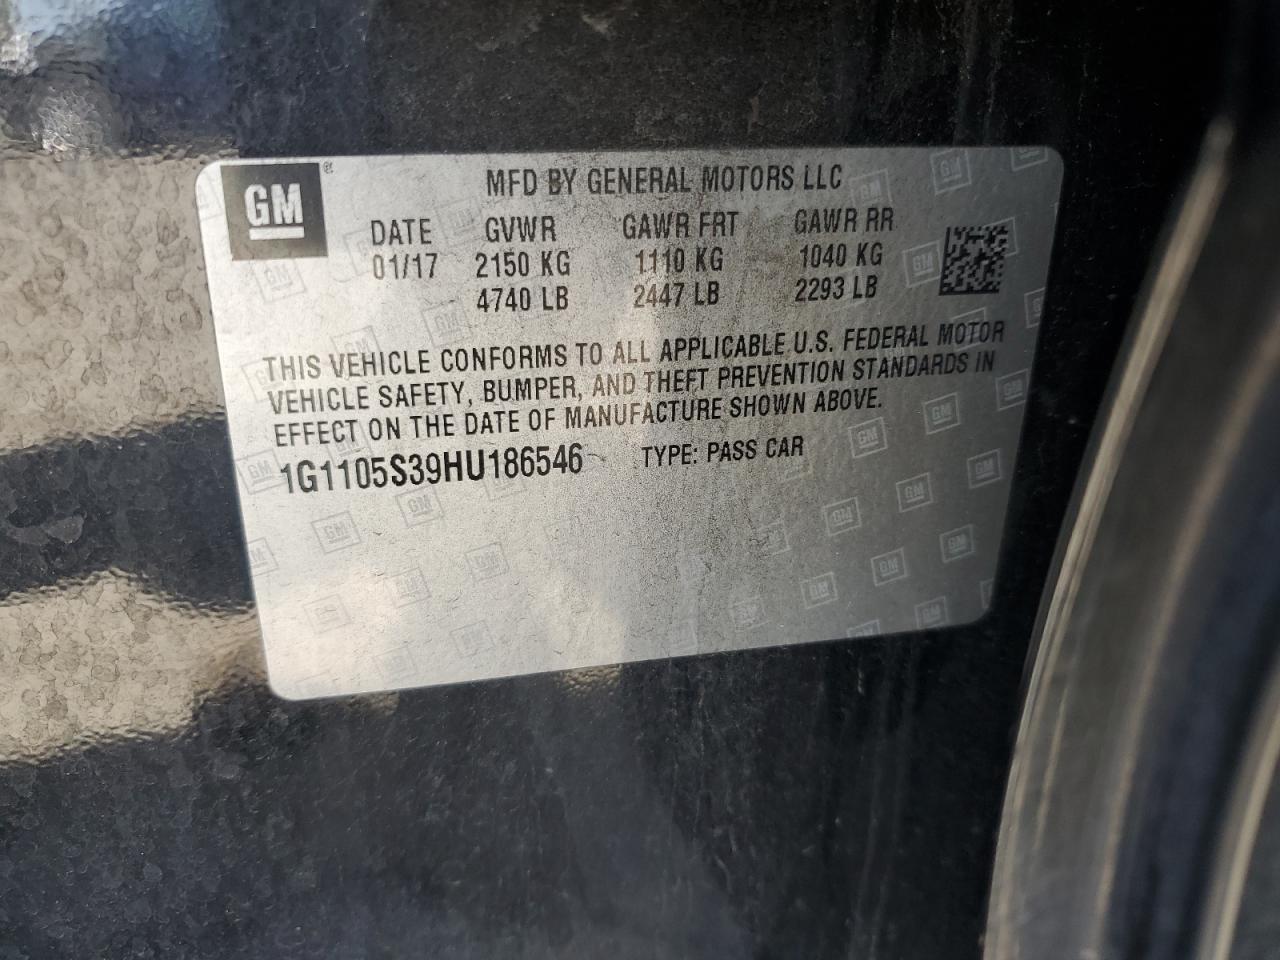 GM ® MFD BY GENERAL MOTORS LLC
DATE GVWR GAWR FRT GAWR RR
01/17 2150 KG 1110 KG 1040 KG
4740 LB 2447 LB 2293 LB
THIS VEHICLE CONFORMS TO ALL APPLICABLE U.S. FEDERAL MOTOR
VEHICLE SAFETY, BUMPER, AND THEFT PREVENTION STANDARDS IN
EFFECT ON THE DATE OF MANUFACTURE SHOWN ABOVE.
1G1105S39HU186546 TYPE: PASS CAR